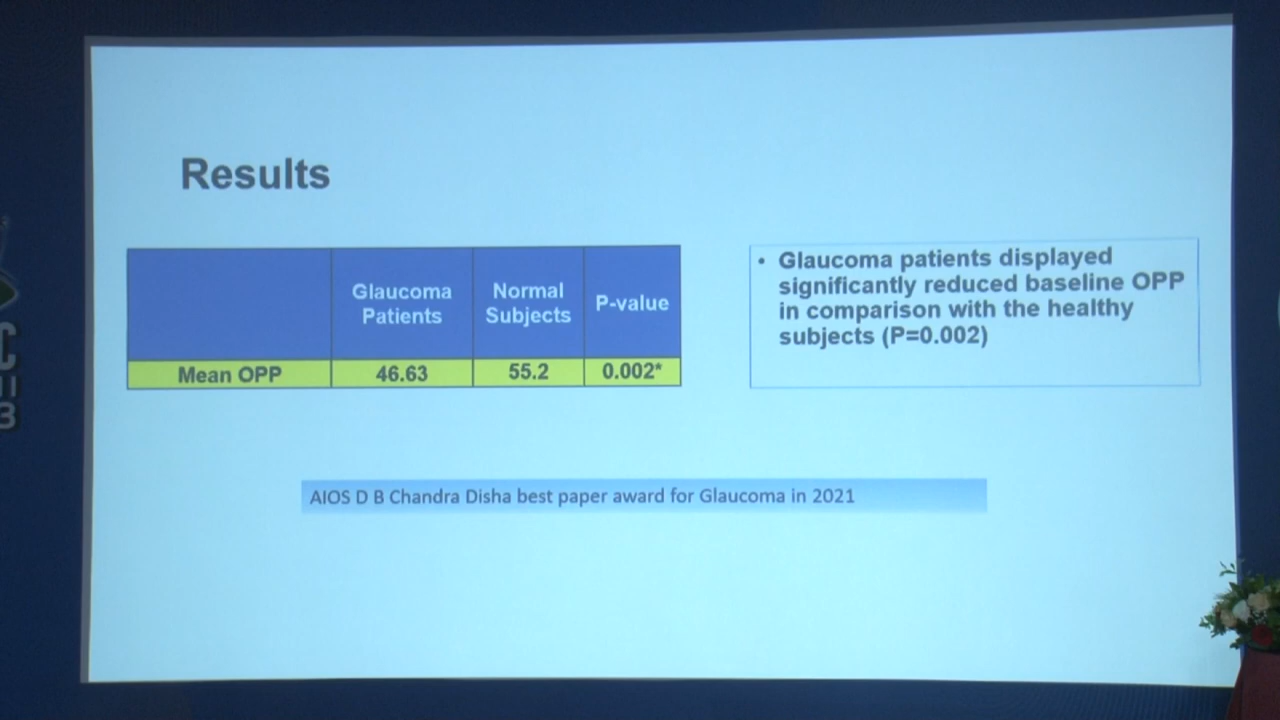 Results
Glaucoma
Patients
Normal
Subjects
P-value
Mean OPP
46.63
55.2
0.002*
• Glaucoma patients displayed
significantly reduced baseline OPP
in comparison with the healthy
subjects (P=0.002)
AIOS D B Chandra Disha best paper award for Glaucoma in 2021
C
3